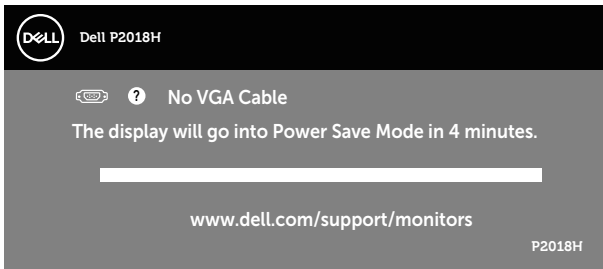 DELL Dell P2018H
? No VGA Cable
The display will go into Power Save Mode in 4 minutes.
www.dell.com/support/monitors
P2018H